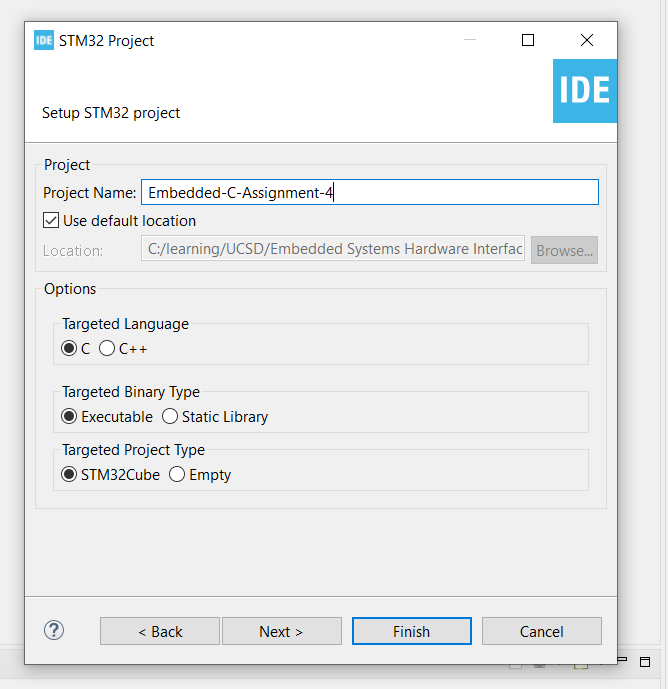 IDE STM32 Project
IDE
Setup STM32 project
Project
Project Name: Embedded-C-Assignment-4
Use default location
Location: C:/learning/UCSD/Embedded Systems Hardware Interfac Browse...
Options
Targeted Language
C C++
Targeted Binary Type
Executable Static Library
Targeted Project Type
STM32Cube Empty
? < Back Next > Finish Cancel